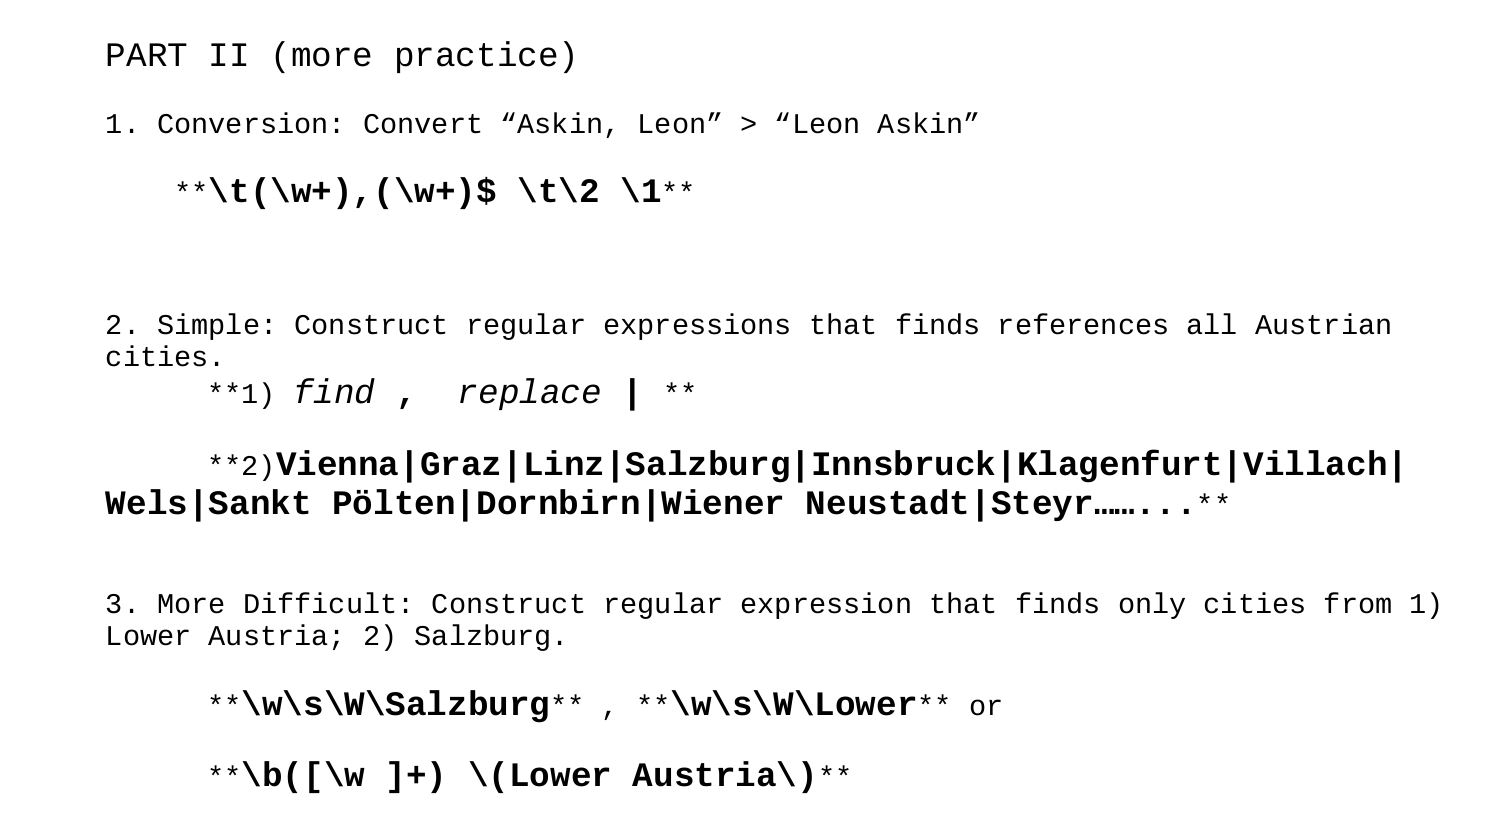 PART II (more practice)
1. Conversion: Convert “Askin, Leon” > “Leon Askin”
**\t(\w+),(\w+)$ \t\2 \1**
2. Simple: Construct regular expressions that finds references all Austrian
cities.
**1) find , replace | **
**2)Vienna|Graz|Linz|Salzburg|Innsbruck|Klagenfurt|Villach|
Wels|Sankt Pölten|Dornbirn|Wiener Neustadt|Steyr……...**
3. More Difficult: Construct regular expression that finds only cities from 1)
Lower Austria; 2) Salzburg.
**\w\s\W\Salzburg** , **\w\s\W\Lower** or
**\b([\w ]+) \(Lower Austria\)**